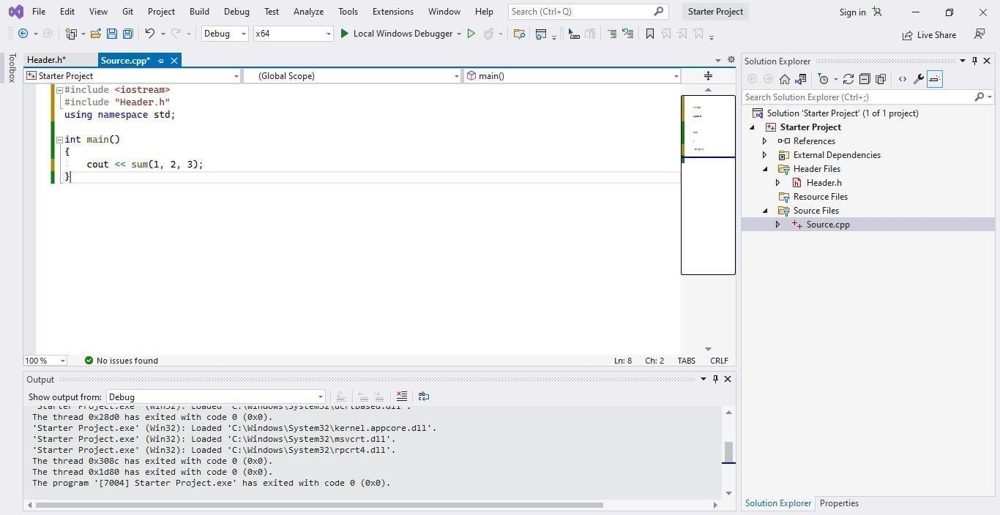 File Edit View Git Project Build Debug Test Analyze Tools Extensions Window Help Search (Ctrl+Q) Starter Project Sign in
Debug x64 Local Windows Debugger Live Share
Toolbox
Header.h* Source.cpp*
Starter Project (Global Scope) main()
#include <iostream>
#include "Header.h"
using namespace std;
int main()
{
cout << sum(1, 2, 3);
}
100 % No issues found Ln: 8 Ch: 2 TABS CRLF
Output
Show output from: Debug
'Starter Project.exe' (Win32): Loaded 'C:\Windows\System32\ucrtbased.dll'.
The thread 0x28d0 has exited with code 0 (0x0).
'Starter Project.exe' (Win32): Loaded 'C:\Windows\System32\kernel.appcore.dll'.
'Starter Project.exe' (Win32): Loaded 'C:\Windows\System32\msvcrt.dll'.
'Starter Project.exe' (Win32): Loaded 'C:\Windows\System32\rpcrt4.dll'.
The thread 0x308c has exited with code 0 (0x0).
The thread 0x1d80 has exited with code 0 (0x0).
The program '[7004] Starter Project.exe' has exited with code 0 (0x0).
Solution Explorer
Search Solution Explorer (Ctrl+;)
Solution 'Starter Project' (1 of 1 project)
Starter Project
References
External Dependencies
Header Files
Header.h
Resource Files
Source Files
Source.cpp
Solution Explorer Properties